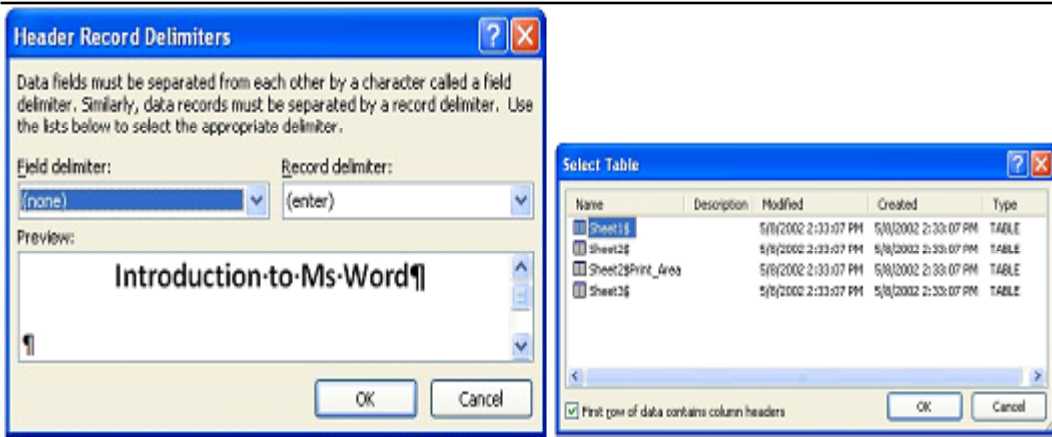 Header Record Delimiters
Data fields must be separated from each other by a character called a field
delimiter. Similarly, data records must be separated by a record delimiter. Use
the lists below to select the appropriate delimiter.
Field delimiter: Record delimiter:
(none) (enter)
Preview:
Introduction·to·Ms·Word¶
¶
OK Cancel
Select Table
Name Description Modified Created Type
Sheet1$ 5/8/2002 2:33:07 PM 5/8/2002 2:33:07 PM TABLE
Sheet2$ 5/8/2002 2:33:07 PM 5/8/2002 2:33:07 PM TABLE
Sheet2$Print_Area 5/8/2002 2:33:07 PM 5/8/2002 2:33:07 PM TABLE
Sheet3$ 5/8/2002 2:33:07 PM 5/8/2002 2:33:07 PM TABLE
First row of data contains column headers OK Cancel